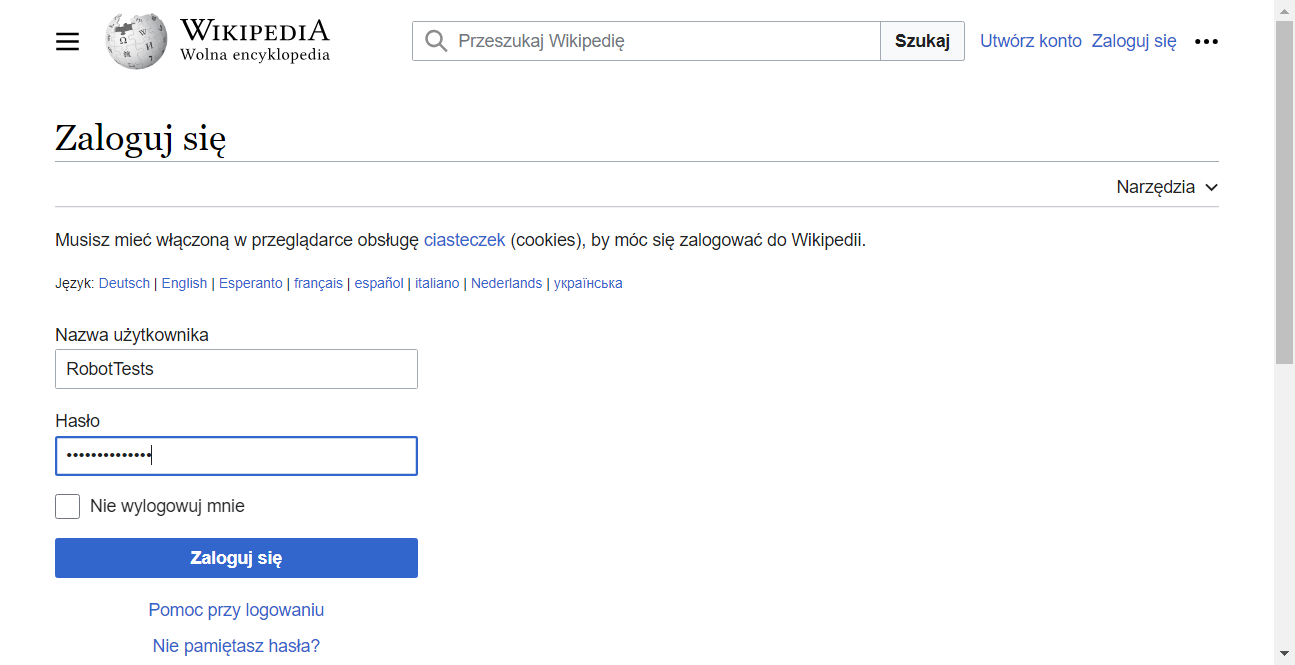 WIKIPEDIA
Wolna encyklopedia
Przeszukaj Wikipedię
Szukaj
Utwórz konto Zaloguj się
Zaloguj się
Narzędzia
Musisz mieć włączoną w przeglądarce obsługę ciasteczek (cookies), by móc się zalogować do Wikipedii.
Język: Deutsch | English | Esperanto | français | español | italiano | Nederlands | українська
Nazwa użytkownika
RobotTests
Hasło
••••••••••••••
Nie wylogowuj mnie
Zaloguj się
Pomoc przy logowaniu
Nie pamiętasz hasła?